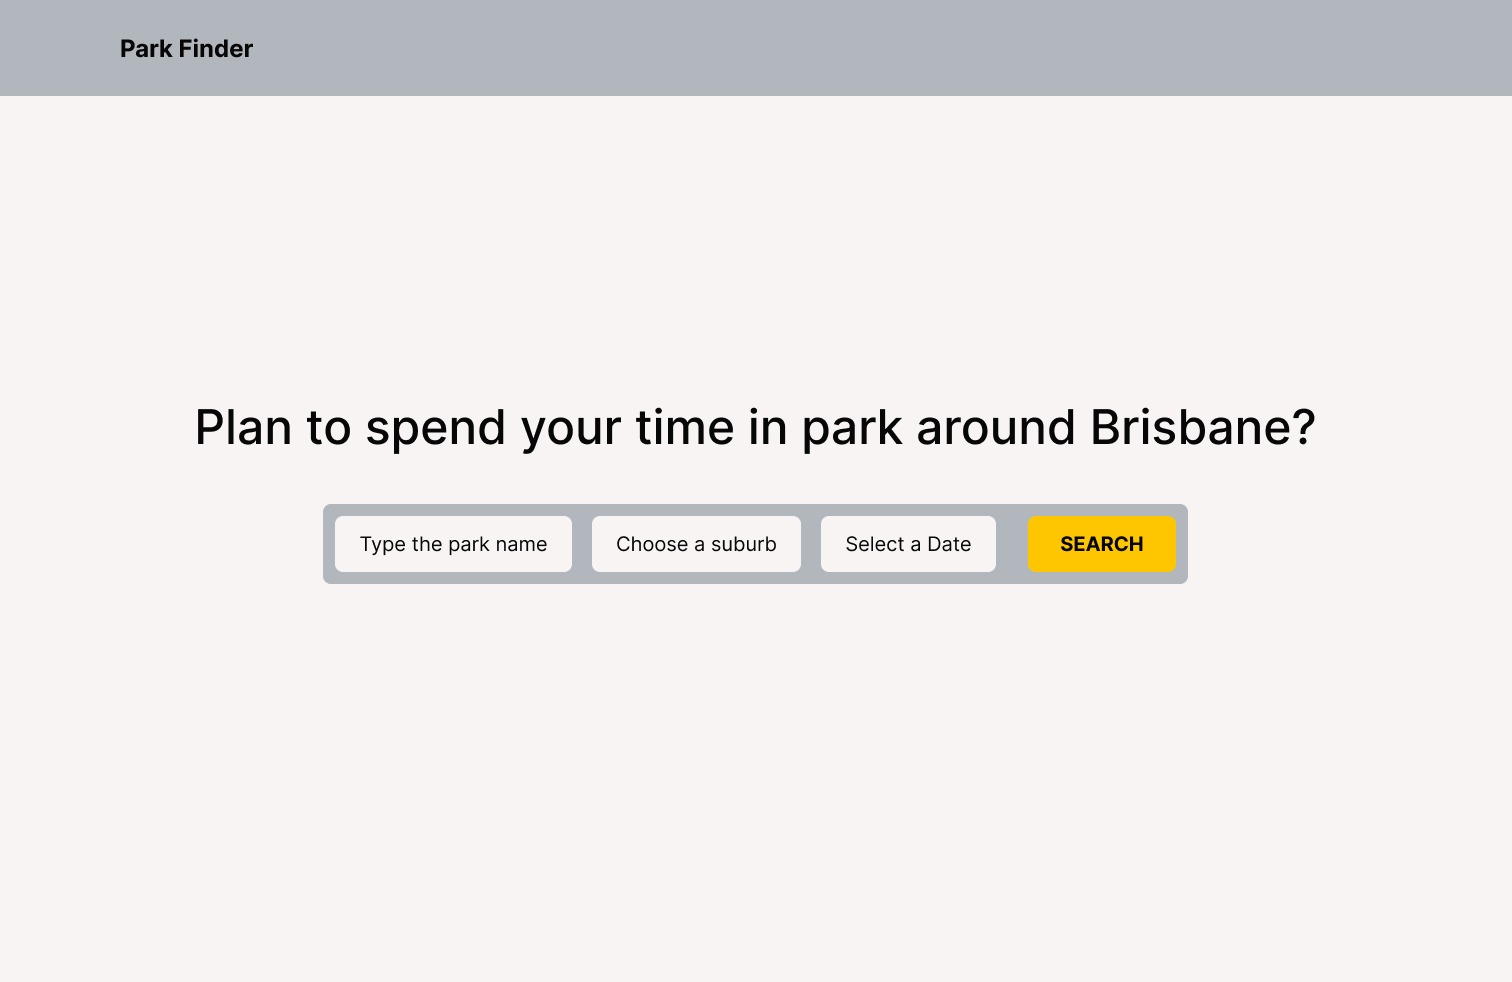 Park Finder
Plan to spend your time in park around Brisbane?
Type the park name
Choose a suburb
Select a Date
SEARCH